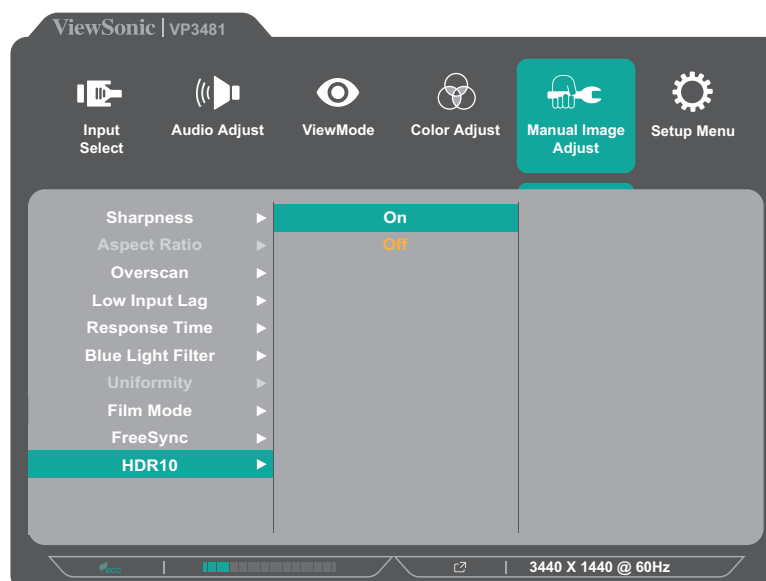 ViewSonic | VP3481
Input
Select
Audio Adjust
ViewMode
Color Adjust
Manual Image
Adjust
Setup Menu
Sharpness
Aspect Ratio
Overscan
Low Input Lag
Response Time
Blue Light Filter
Uniformity
Film Mode
FreeSync
HDR10
On
Off
ECO
3440 X 1440 @ 60Hz